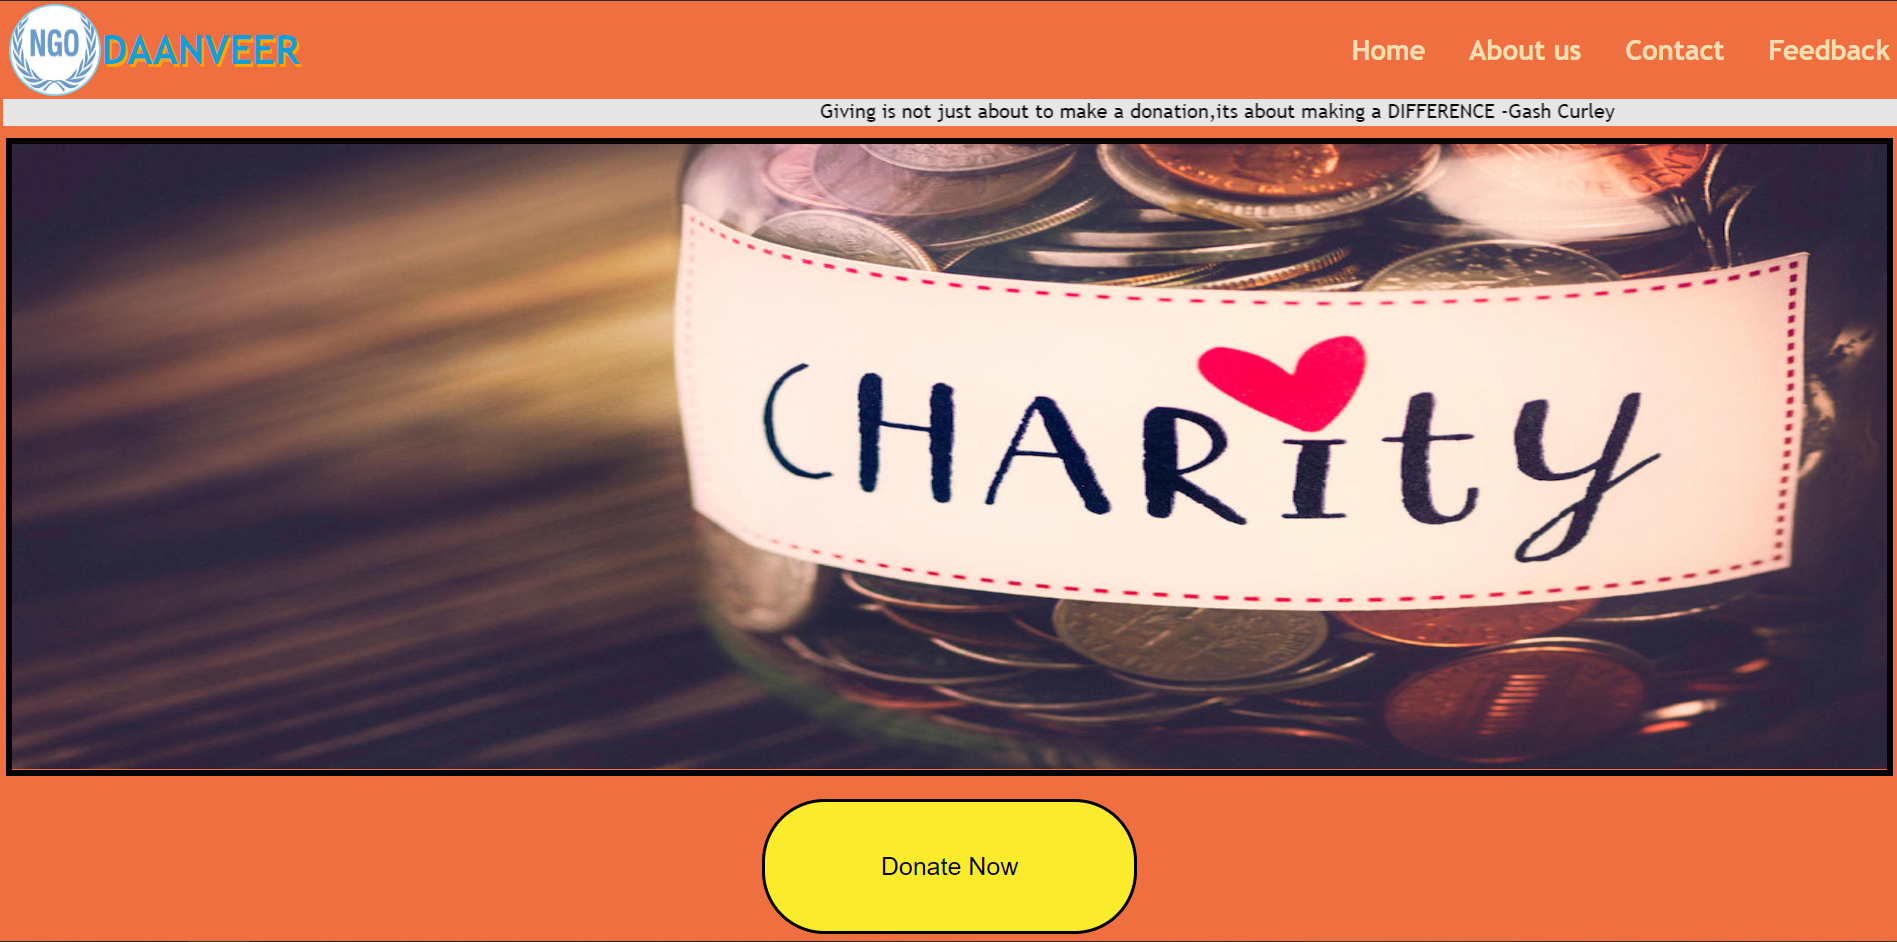 NGO DAANVEER
Home About us Contact Feedback
Giving is not just about to make a donation,its about making a DIFFERENCE -Gash Curley
CHARity
Donate Now